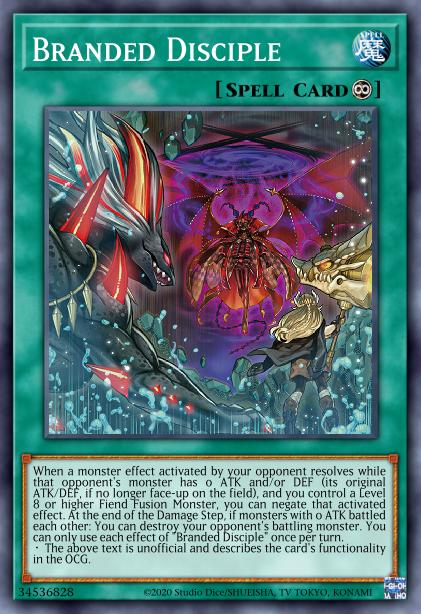 BRANDED DISCIPLE
SPELL
魔
[SPELL CARD∞]
When a monster effect activated by your opponent resolves while
that opponent's monster has 0 ATK and/or DEF (its original
ATK/DEF, if no longer face-up on the field), and you control a Level
8 or higher Fiend Fusion Monster, you can negate that activated
effect. At the end of the Damage Step, if monsters with 0 ATK battled
each other: You can destroy your opponent's battling monster. You
can only use each effect of "Branded Disciple" once per turn.
· The above text is unofficial and describes the card's functionality
in the OCG.
34536828
©2020 Studio Dice/SHUEISHA, TV TOKYO, KONAMI